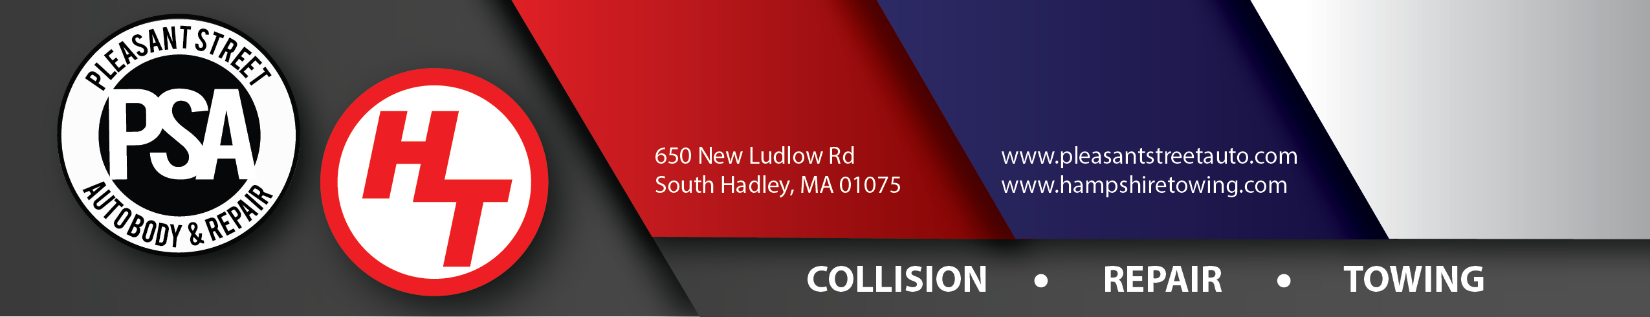 PLEASANT STREET
PSA
AUTOBODY & REPAIR
HT
650 New Ludlow Rd
South Hadley, MA 01075
www.pleasantstreetauto.com
www.hampshiretowing.com
COLLISION • REPAIR • TOWING